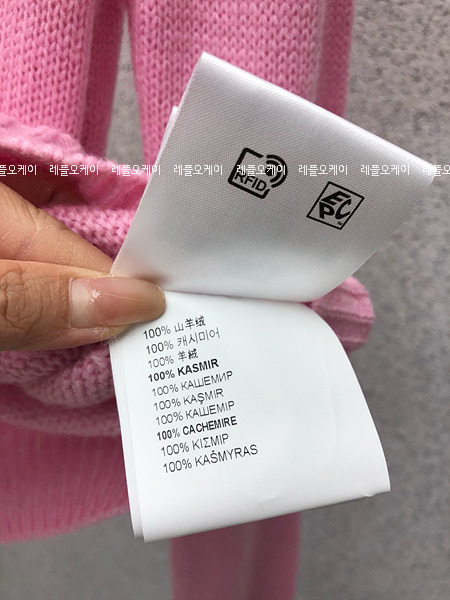 레플오케이 레플오케이 레플오케이 레플오케이 레플오케이 레플오케이 레플오케이
RFID
EPC
100% 山羊绒
100% 캐시미어
100% 羊絨
100% KASMIR
100% КАШЕМИР
100% KAŞMIR
100% КАШЕМІР
100% CACHEMIRE
100% ΚΙΣΜΙΡ
100% KAŠMYRAS